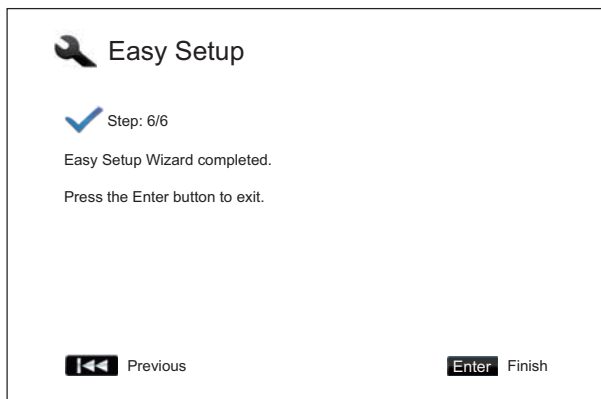 Easy Setup
Step: 6/6
Easy Setup Wizard completed.
Press the Enter button to exit.
Previous
Enter Finish